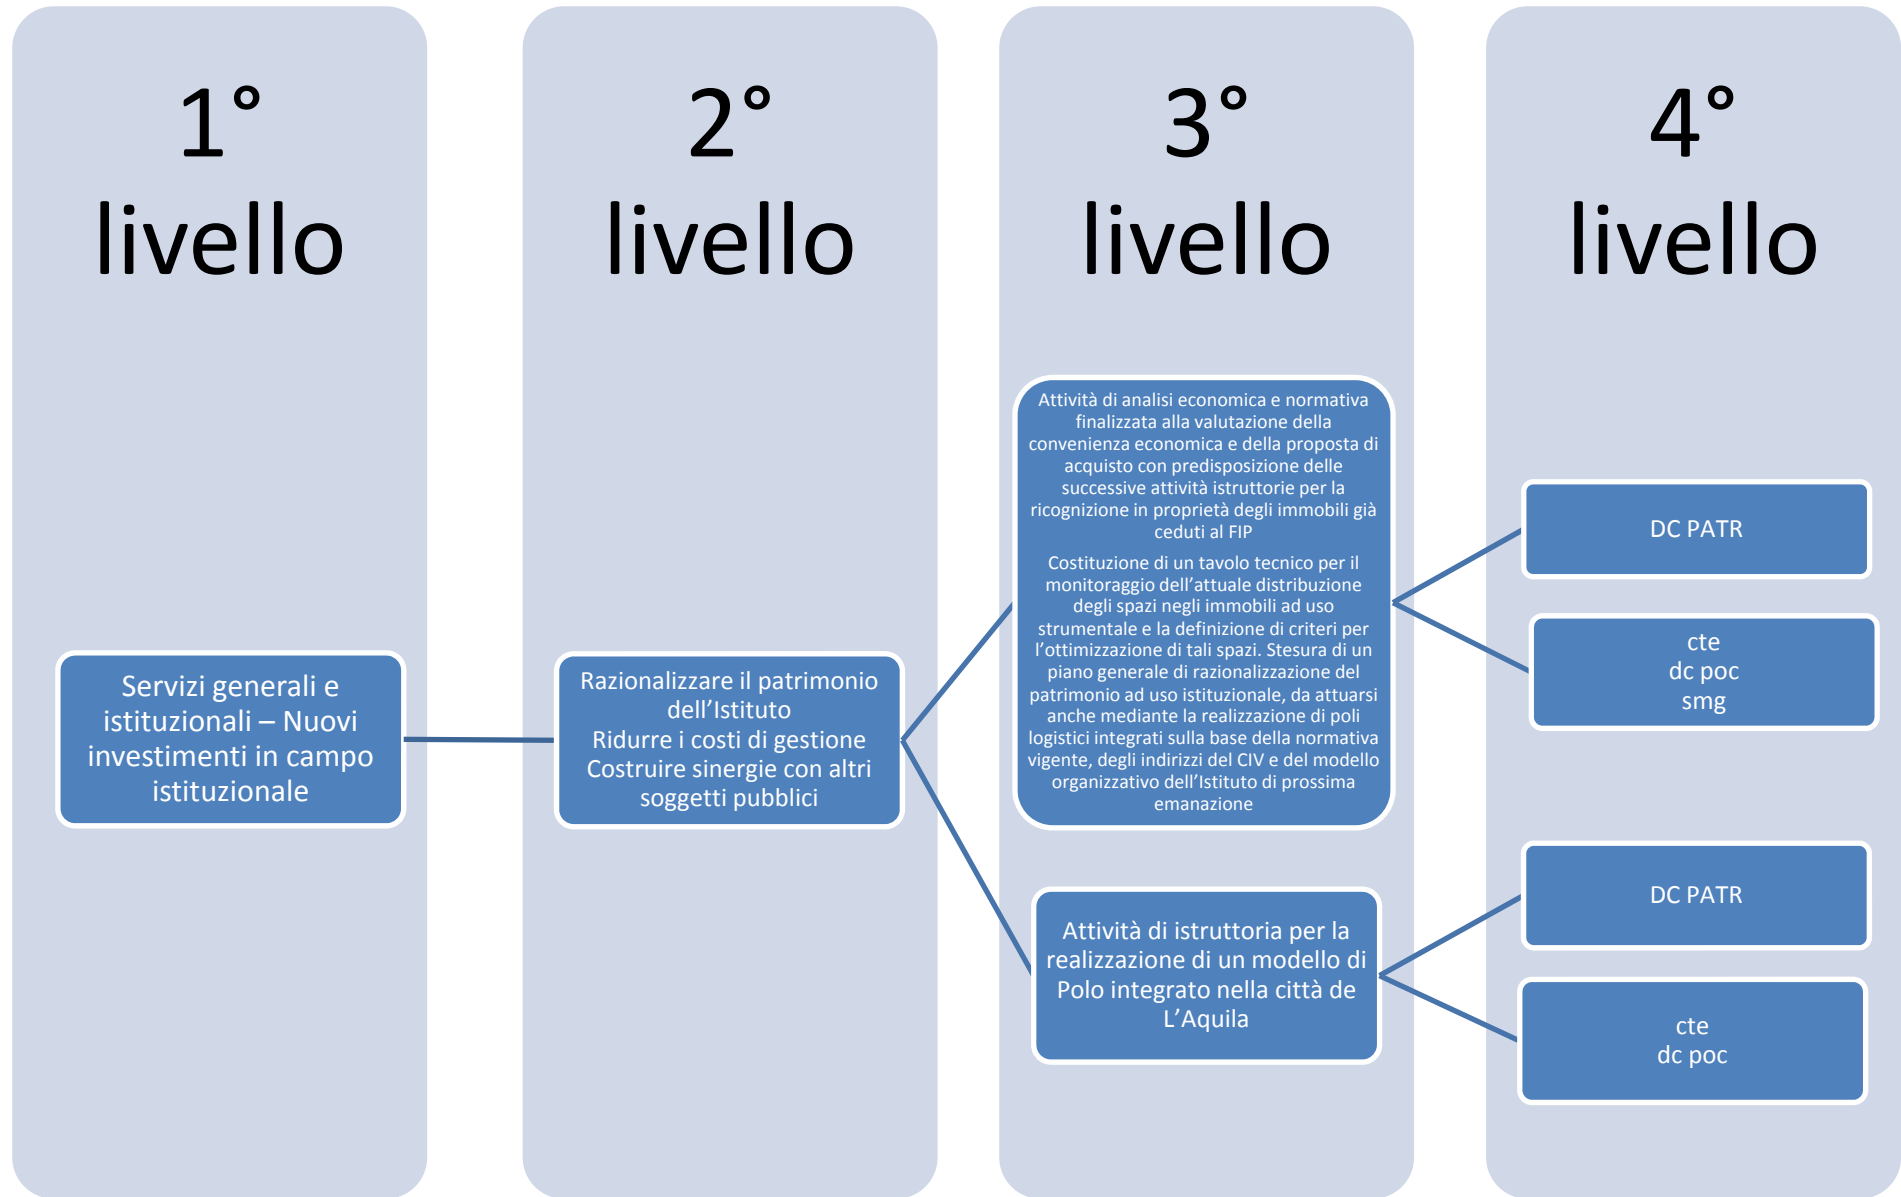 1°
livello
2°
livello
3°
livello
4°
livello
Servizi generali e
istituzionali – Nuovi
investimenti in campo
istituzionale
Razionalizzare il patrimonio
dell’Istituto
Ridurre i costi di gestione
Costruire sinergie con altri
soggetti pubblici
Attività di analisi economica e normativa
finalizzata alla valutazione della
convenienza economica e della proposta di
acquisto con predisposizione delle
successive attività istruttorie per la
ricognizione in proprietà degli immobili già
ceduti al FIP
Costituzione di un tavolo tecnico per il
monitoraggio dell’attuale distribuzione
degli spazi negli immobili ad uso
strumentale e la definizione di criteri per
l’ottimizzazione di tali spazi. Stesura di un
piano generale di razionalizzazione del
patrimonio ad uso istituzionale, da attuarsi
anche mediante la realizzazione di poli
logistici integrati sulla base della normativa
vigente, degli indirizzi del CIV e del modello
organizzativo dell’Istituto di prossima
emanazione
DC PATR
cte
dc poc
smg
Attività di istruttoria per la
realizzazione di un modello di
Polo integrato nella città de
L’Aquila
DC PATR
cte
dc poc